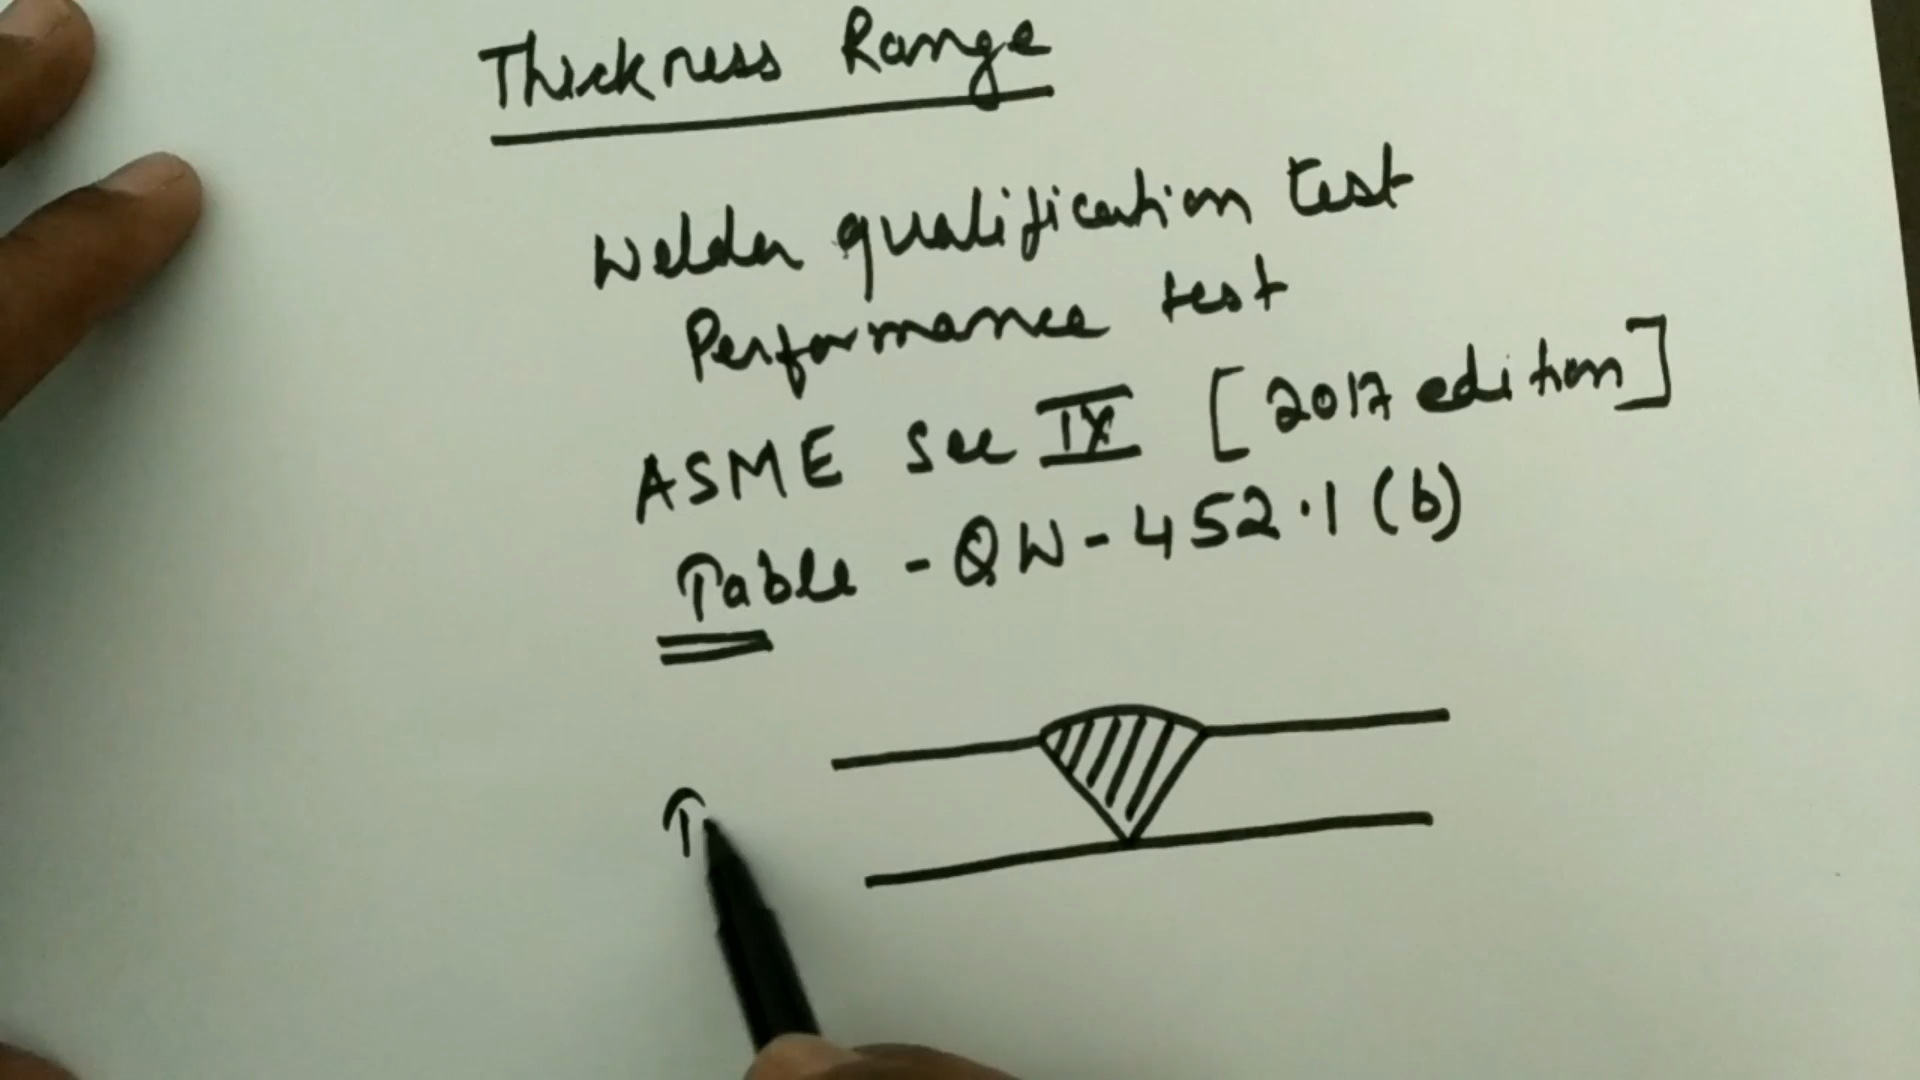 Thickness Range
Welder qualification test
Performance test
ASME Sec IX [2017 edition]
Table - QW-452.1 (b)
T